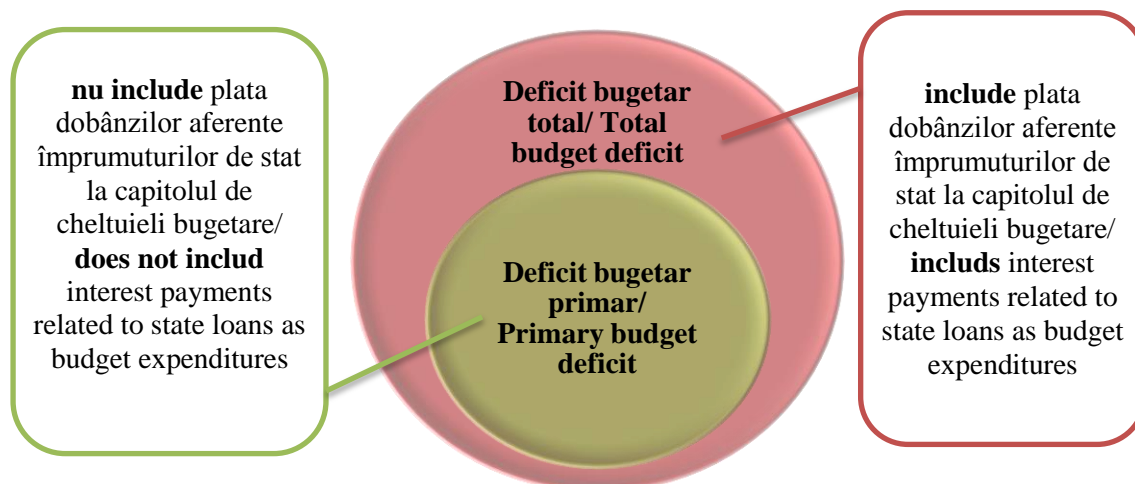 nu include plata
dobânzilor aferente
împrumuturilor de stat
la capitolul de
cheltuieli bugetare/
does not includ
interest payments
related to state loans as
budget expenditures
Deficit bugetar
total/ Total
budget deficit
Deficit bugetar
primar/
Primary budget
deficit
include plata
dobânzilor aferente
împrumuturilor de
stat la capitolul de
cheltuieli bugetare/
includs interest
payments related to
state loans as budget
expenditures